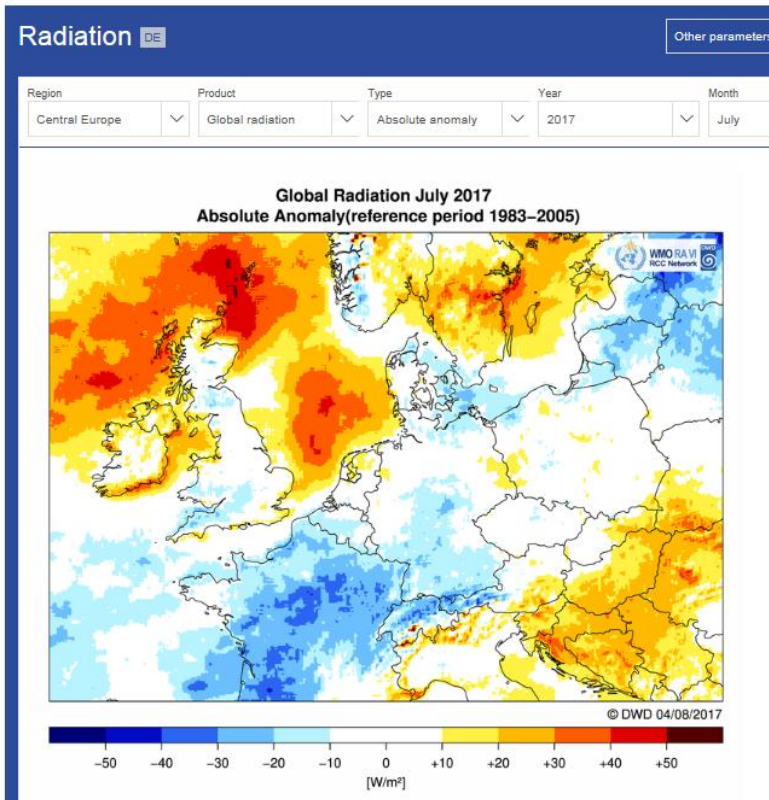 Radiation DE
Other parameters
Region Product Type Year Month
Central Europe Global radiation Absolute anomaly 2017 July
Global Radiation July 2017
Absolute Anomaly(reference period 1983−2005)
WMO RA VI
RCC Network
DWD
© DWD 04/08/2017
−50 −40 −30 −20 −10 0 +10 +20 +30 +40 +50
[W/m²]